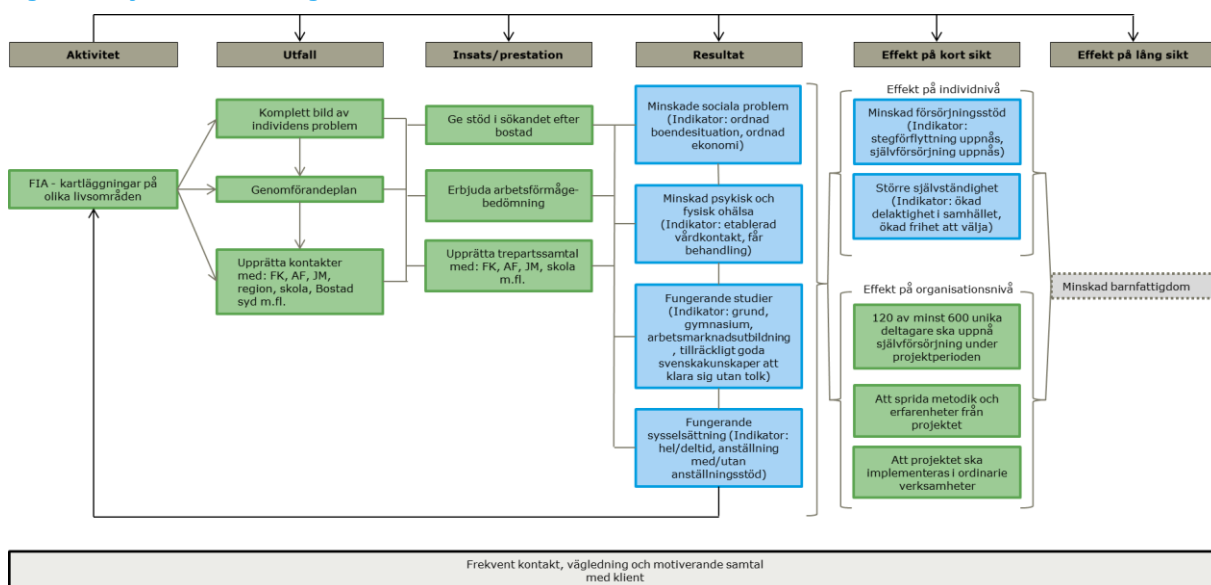 Aktivitet
Utfall
Insats/prestation
Resultat
Effekt på kort sikt
Effekt på lång sikt
FIA - kartläggningar på
olika livsområden
Komplett bild av
individens problem
Genomförandeplan
Upprätta kontakter
med: FK, AF, JM,
region, skola, Bostad
syd m.fl.
Ge stöd i sökandet efter
bostad
Erbjuda arbetsförmåge-
bedömning
Upprätta trepartssamtal
med: FK, AF, JM, skola
m.fl.
Minskade sociala problem
(Indikator: ordnad
boendesituation, ordnad
ekonomi)
Minskad psykisk och
fysisk ohälsa
(Indikator: etablerad
vårdkontakt, får
behandling)
Fungerande studier
(Indikator: grund,
gymnasium,
arbetsmarknadsutbildning
, tillräckligt goda
svenskakunskaper att
klara sig utan tolk)
Fungerande
sysselsättning (Indikator:
hel/deltid, anställning
med/utan
anställningsstöd)
Effekt på individnivå
Minskad försörjningsstöd
(Indikator:
stegförflyttning uppnås,
självförsörjning uppnås)
Större självständighet
(Indikator: ökad
delaktighet i samhället,
ökad frihet att välja)
Effekt på organisationsnivå
120 av minst 600 unika
deltagare ska uppnå
självförsörjning under
projektperioden
Att sprida metodik och
erfarenheter från
projektet
Att projektet ska
implementeras i ordinarie
verksamheter
Minskad barnfattigdom
Frekvent kontakt, vägledning och motiverande samtal
med klient